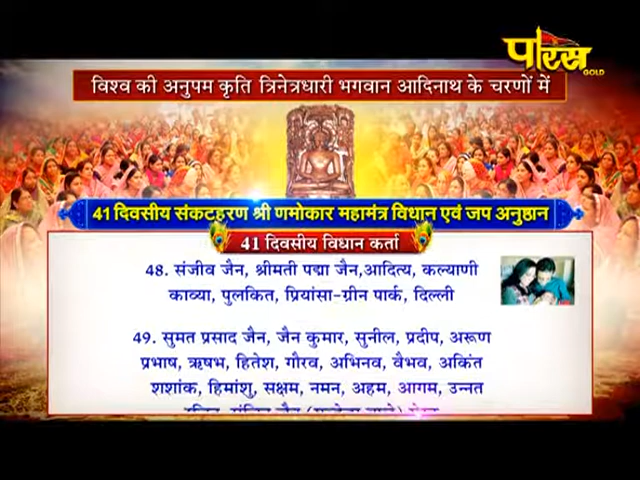 पारस
GOLD
विश्व की अनुपम कृति त्रिनेत्रधारी भगवान आदिनाथ के चरणों में
41 दिवसीय संकटहरण श्री णमोकार महामंत्र विधान एवं जप अनुष्ठान
41 दिवसीय विधान कर्ता
48. संजीव जैन, श्रीमती पद्मा जैन,आदित्य, कल्याणी
काव्या, पुलकित, प्रियांसा-ग्रीन पार्क, दिल्ली
49. सुमत प्रसाद जैन, जैन कुमार, सुनील, प्रदीप, अरूण
प्रभाष, ऋषभ, हितेश, गौरव, अभिनव, वैभव, अकिंत
शशांक, हिमांशु, सक्षम, नमन, अहम, आगम, उन्नत